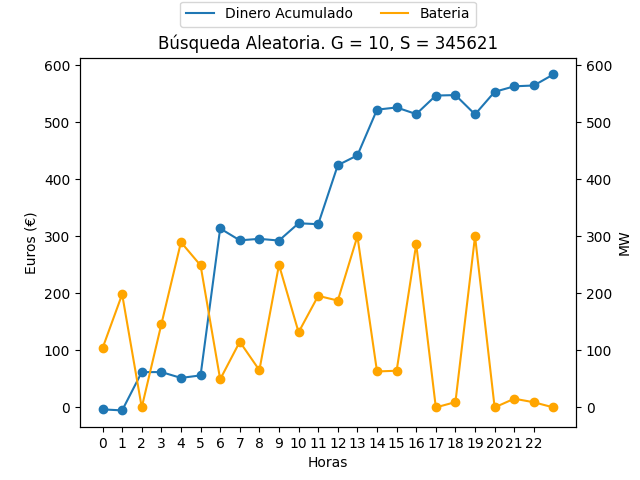 Dinero Acumulado Bateria
Búsqueda Aleatoria. G = 10, S = 345621
600 600
500 500
400 400
300 300
200 200
100 100
0 0
Euros (€)
MW
0 1 2 3 4 5 6 7 8 9 10 11 12 13 14 15 16 17 18 19 20 21 22
Horas